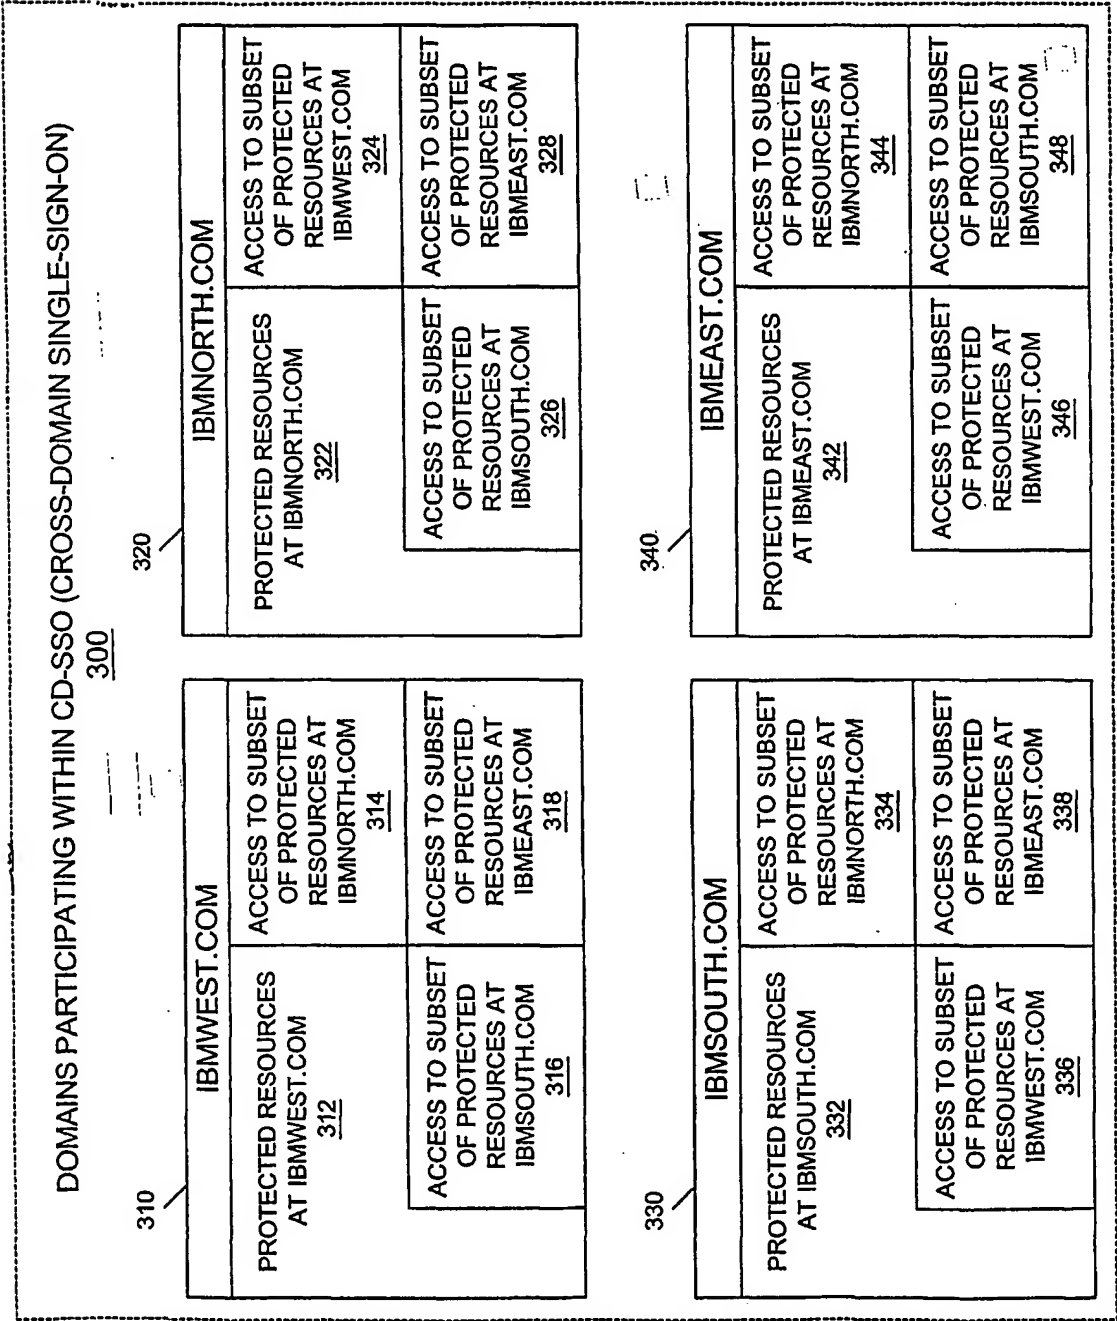 DOMAINS PARTICIPATING WITHIN CD-SSO (CROSS-DOMAIN SINGLE-SIGN-ON)
300
310
IBMWEST.COM
PROTECTED RESOURCES
AT IBMWEST.COM
312
ACCESS TO SUBSET
OF PROTECTED
RESOURCES AT
IBMNORTH.COM
314
ACCESS TO SUBSET
OF PROTECTED
RESOURCES AT
IBMSOUTH.COM
316
ACCESS TO SUBSET
OF PROTECTED
RESOURCES AT
IBMEAST.COM
318
320
IBMNORTH.COM
PROTECTED RESOURCES
AT IBMNORTH.COM
322
ACCESS TO SUBSET
OF PROTECTED
RESOURCES AT
IBMWEST.COM
324
ACCESS TO SUBSET
OF PROTECTED
RESOURCES AT
IBMSOUTH.COM
326
ACCESS TO SUBSET
OF PROTECTED
RESOURCES AT
IBMEAST.COM
328
330
IBMSOUTH.COM
PROTECTED RESOURCES
AT IBMSOUTH.COM
332
ACCESS TO SUBSET
OF PROTECTED
RESOURCES AT
IBMNORTH.COM
334
ACCESS TO SUBSET
OF PROTECTED
RESOURCES AT
IBMWEST.COM
336
ACCESS TO SUBSET
OF PROTECTED
RESOURCES AT
IBMEAST.COM
338
340
IBMEAST.COM
PROTECTED RESOURCES
AT IBMEAST.COM
342
ACCESS TO SUBSET
OF PROTECTED
RESOURCES AT
IBMNORTH.COM
344
ACCESS TO SUBSET
OF PROTECTED
RESOURCES AT
IBMWEST.COM
346
ACCESS TO SUBSET
OF PROTECTED
RESOURCES AT
IBMSOUTH.COM
348